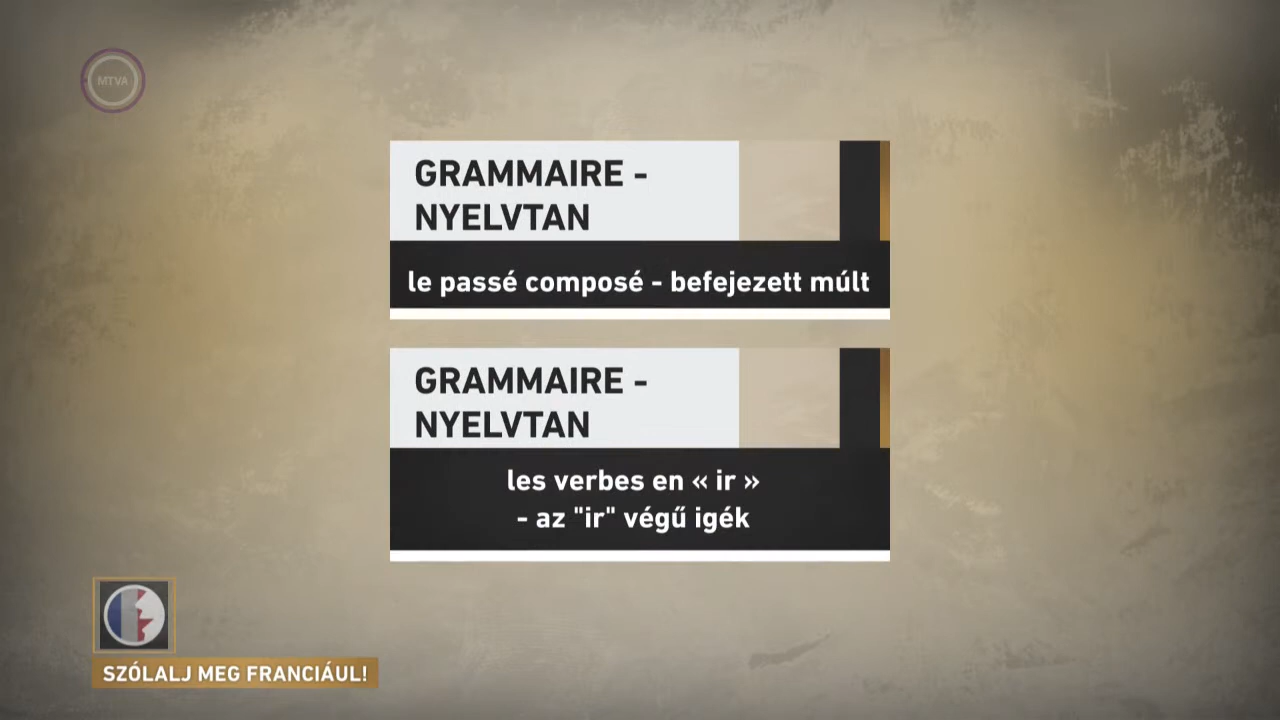 MTVA
GRAMMAIRE -
NYELVTAN
le passé composé - befejezett múlt
GRAMMAIRE -
NYELVTAN
les verbes en « ir »
- az "ir" végű igék
SZÓLALJ MEG FRANCIÁUL!